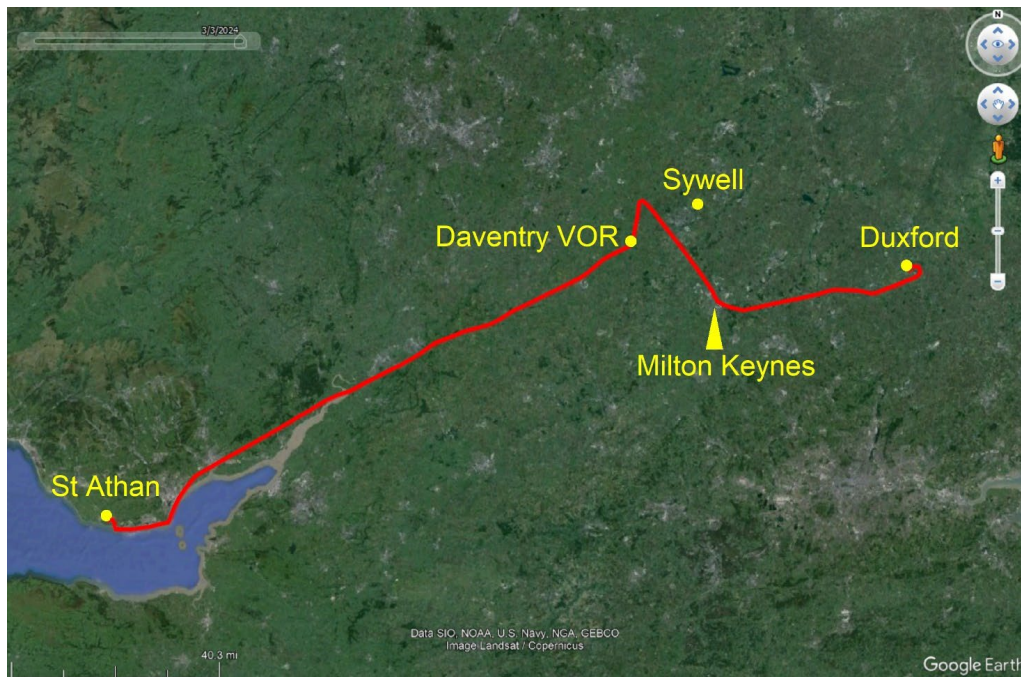 3/3/2024
N
Sywell
Daventry VOR
Duxford
Milton Keynes
St Athan
Data SIO, NOAA, U.S. Navy, NGA, GEBCO
Image Landsat / Copernicus
40.3 mi
Google Earth